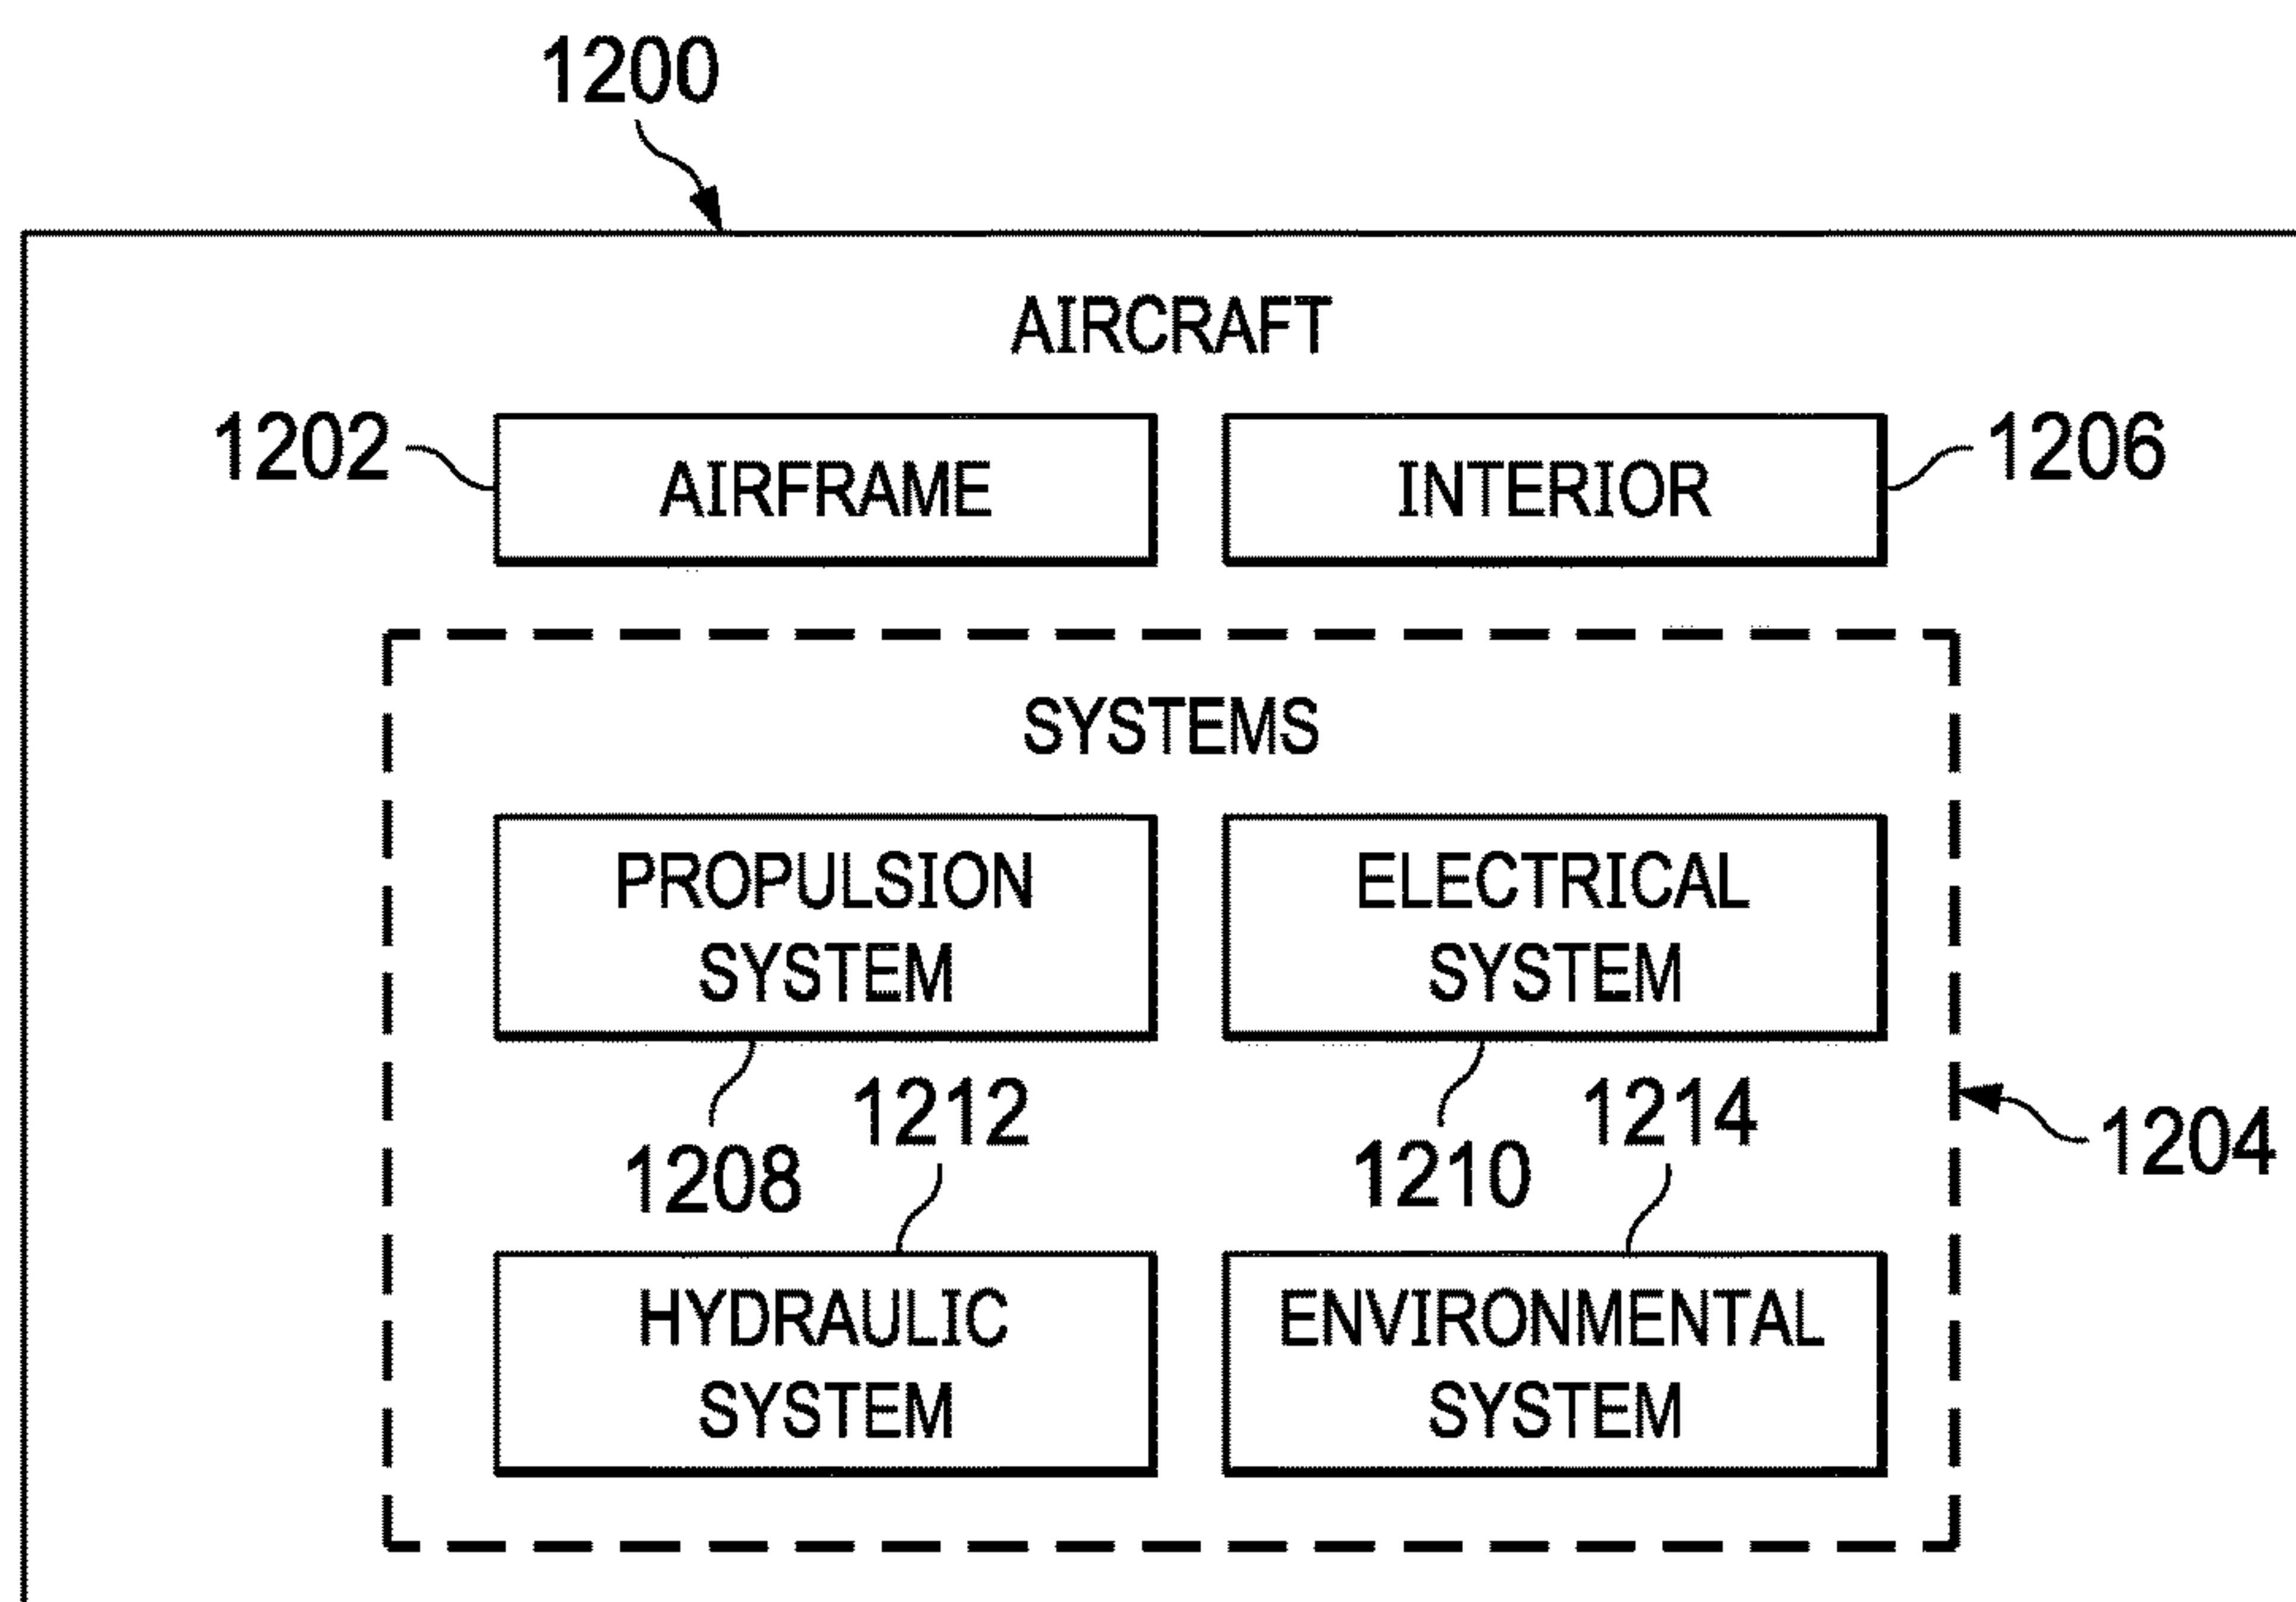 1200
AIRCRAFT
1202
AIRFRAME
INTERIOR
1206
SYSTEMS
PROPULSION
SYSTEM
ELECTRICAL
SYSTEM
1208
1212
1210
1214
1204
HYDRAULIC
SYSTEM
ENVIRONMENTAL
SYSTEM